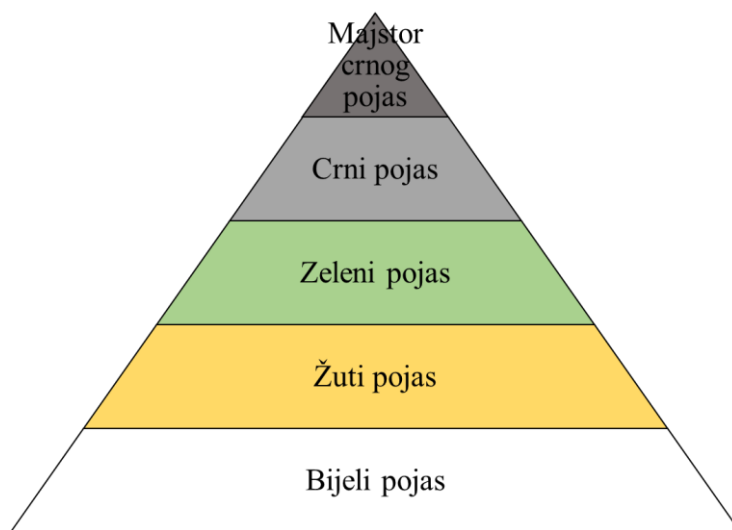 Majstor
crnog
pojas
Crni pojas
Zeleni pojas
Žuti pojas
Bijeli pojas